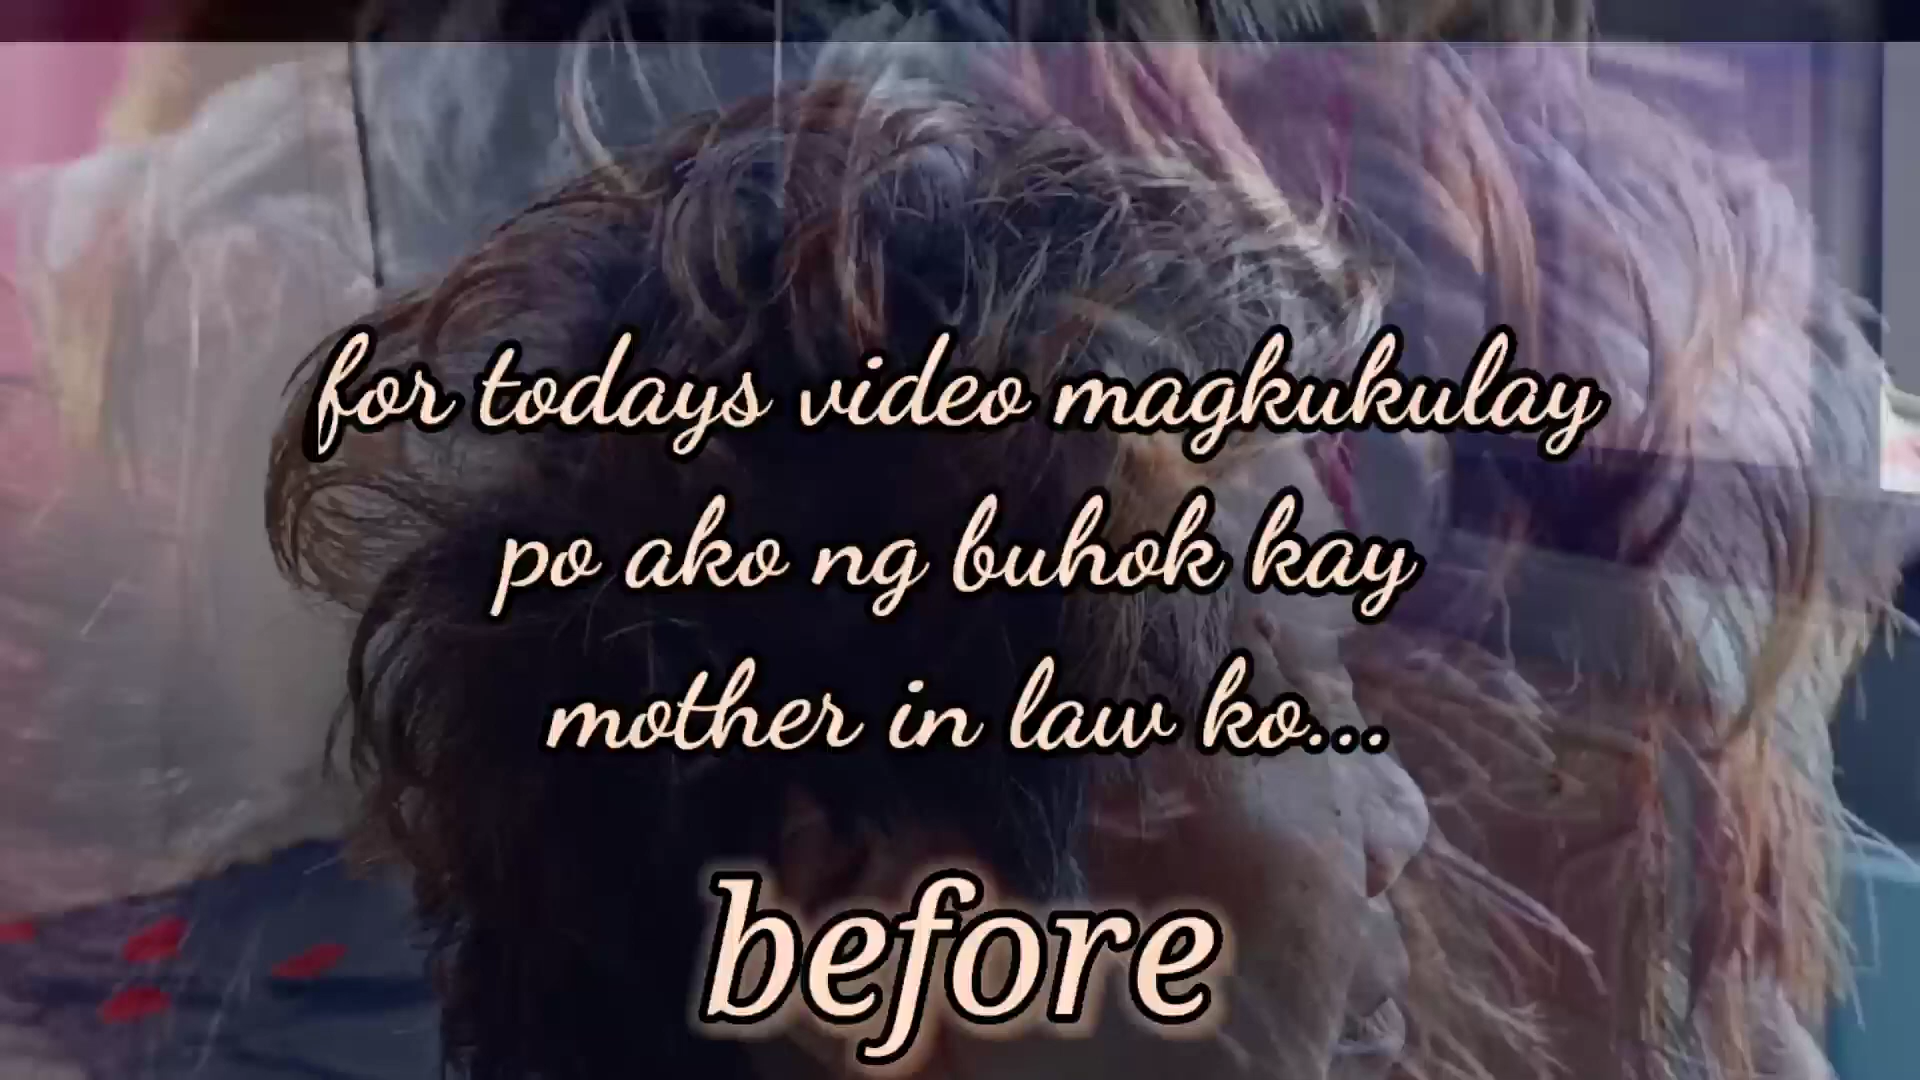 for todays video magkukulay
po ako ng buhok kay
mother in law ko...
before